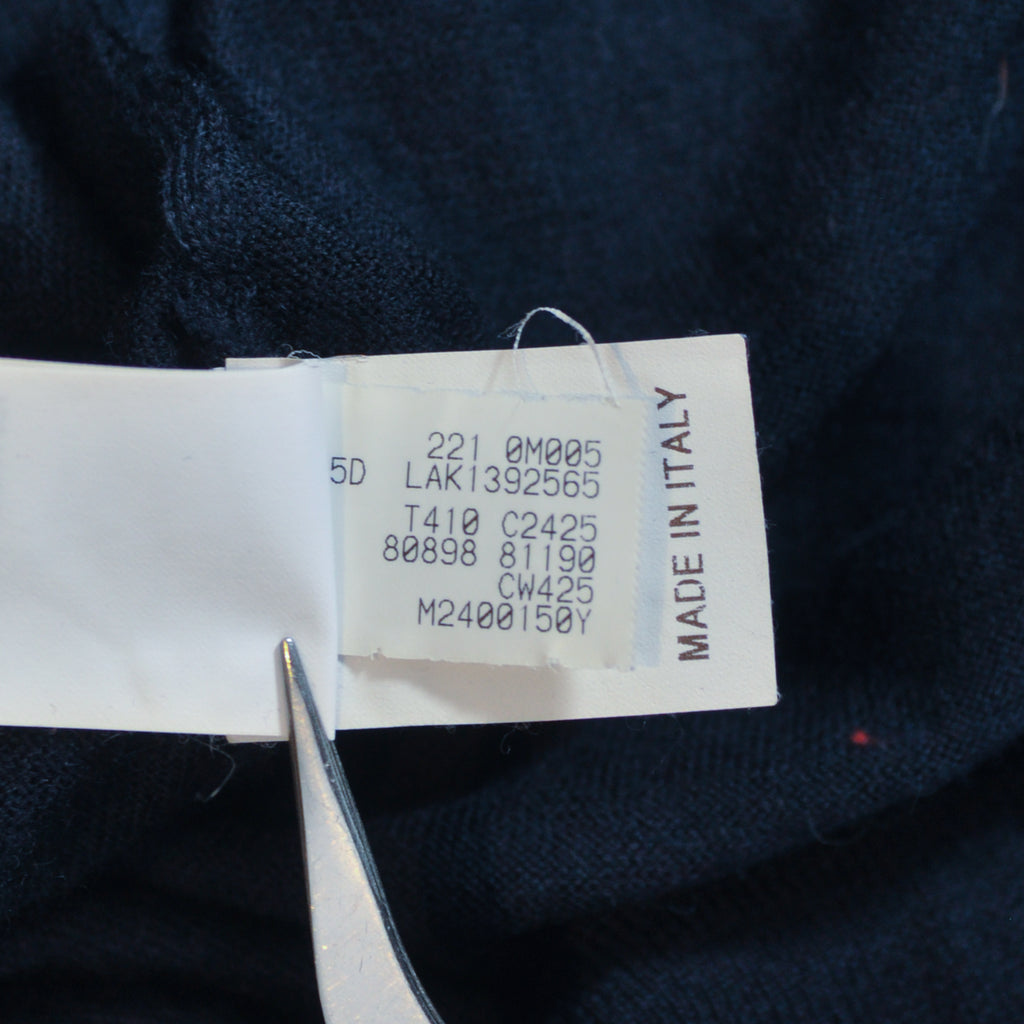 221 0M005
5D LAK1392565
T410 C2425
80898 81190
CW425
M2400150Y
MADE IN ITALY